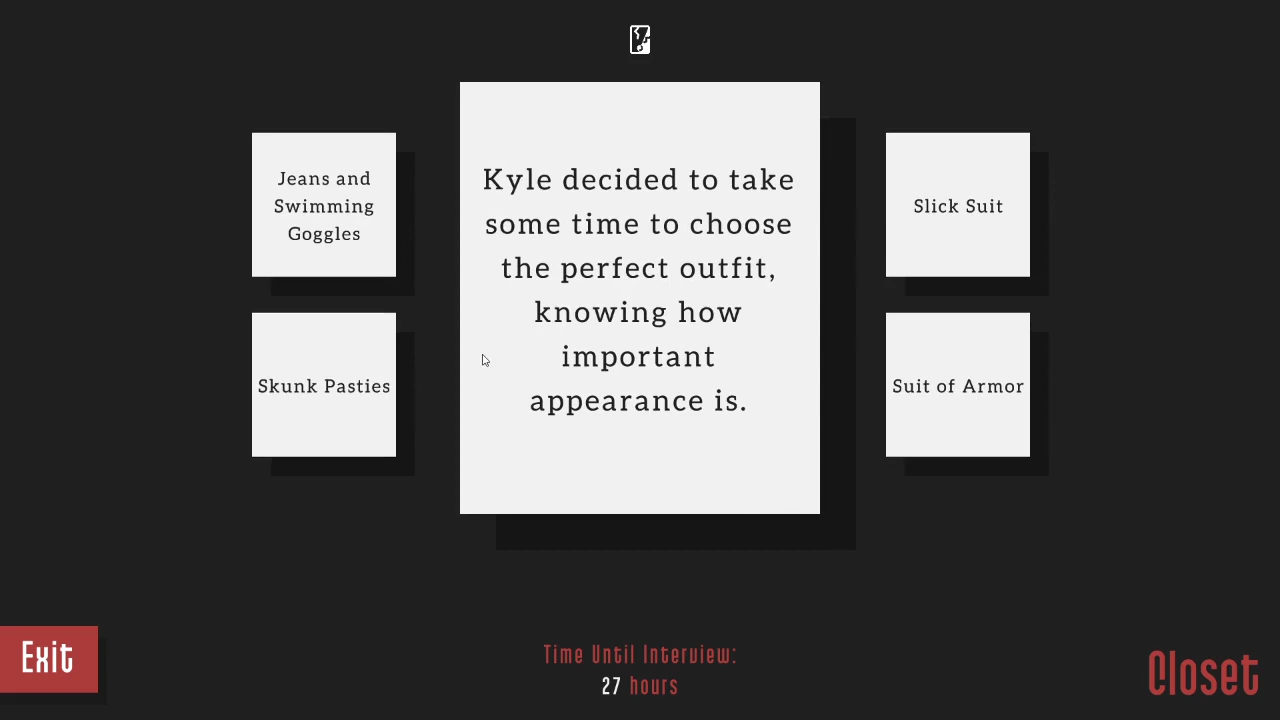 Kyle decided to take
some time to choose
the perfect outfit,
knowing how
important
appearance is.
Jeans and
Swimming
Goggles
Skunk Pasties
Slick Suit
Suit of Armor
Exit
Time Until Interview:
27 hours
Closet